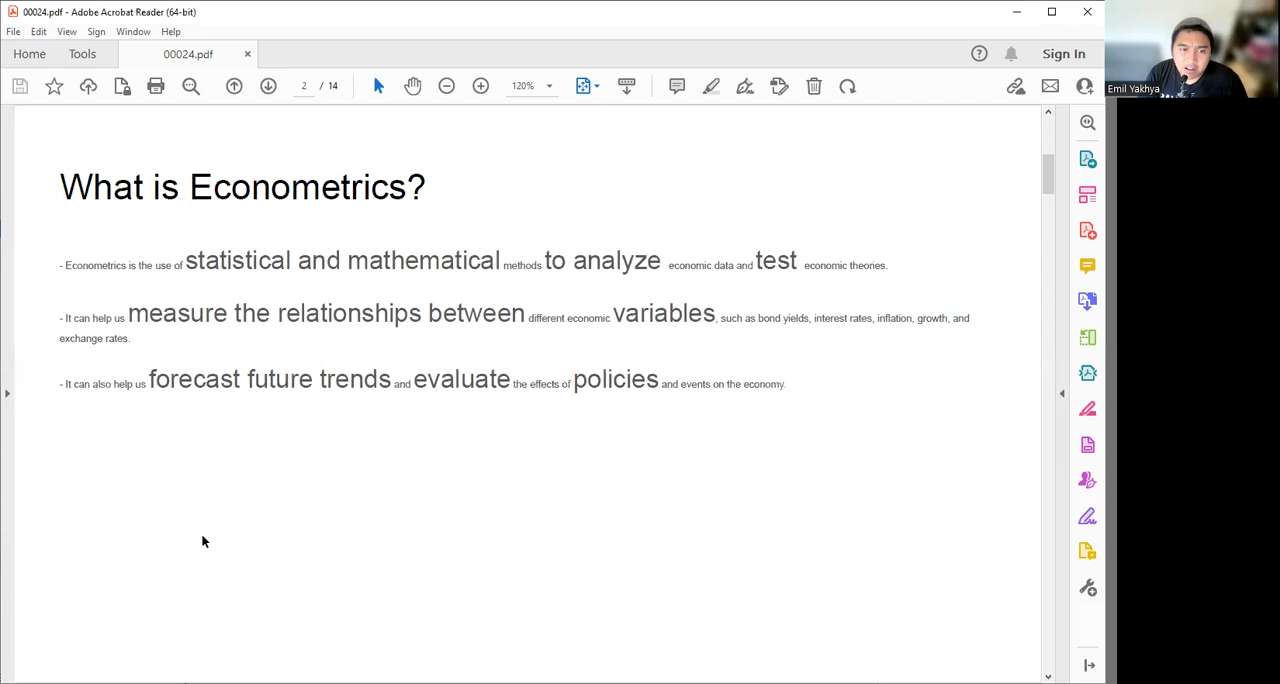 00024.pdf - Adobe Acrobat Reader (64-bit)
File Edit View Window Sign Help
Home Tools 00024.pdf × Sign In
2 / 14 120%
Emil Yakhya
What is Econometrics?
- Econometrics is the use of statistical and mathematical methods to analyze economic data and test economic theories.
- It can help us measure the relationships between different economic variables, such as bond yields, interest rates, inflation, growth, and
exchange rates.
- It can also help us forecast future trends and evaluate the effects of policies and events on the economy.